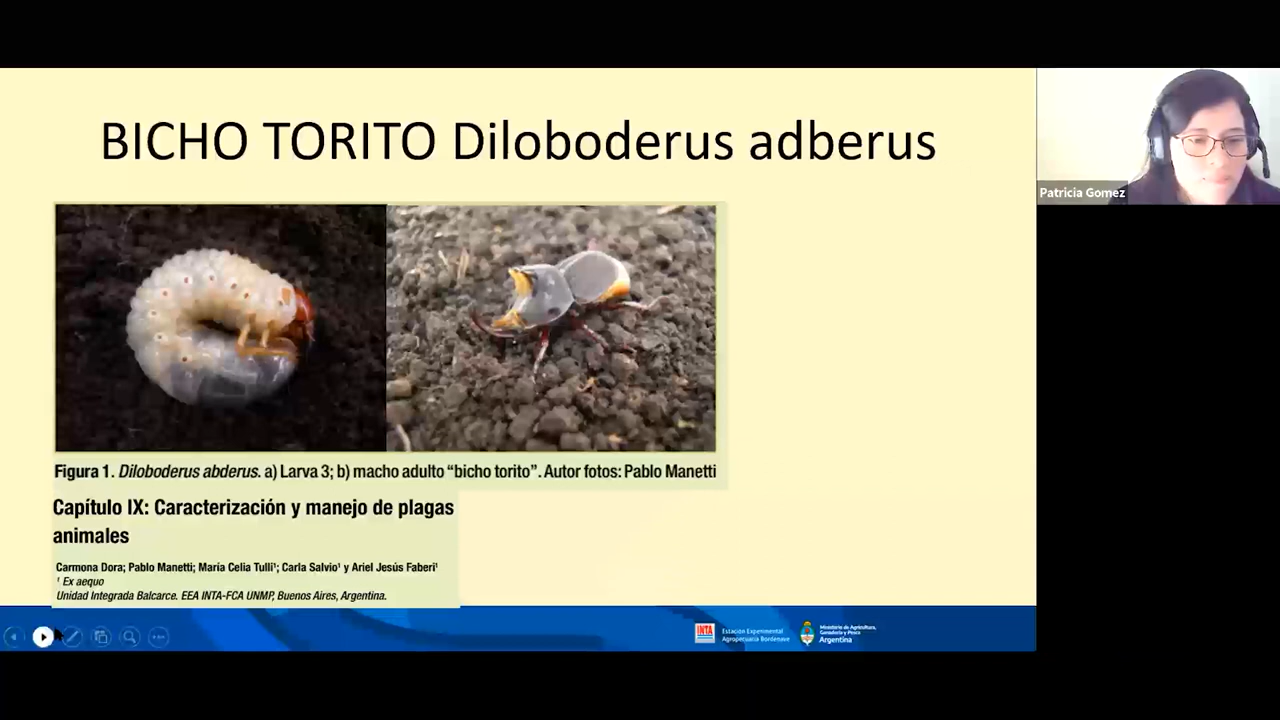 BICHO TORITO Diloboderus adberus
Patricia Gomez
Figura 1. Diloboderus abderus. a) Larva 3; b) macho adulto “bicho torito”. Autor fotos: Pablo Manetti
Capítulo IX: Caracterización y manejo de plagas
animales
Carmona Dora; Pablo Manetti; María Celia Tulli¹; Carla Salvio¹ y Ariel Jesús Faberi¹
¹ Ex aequo
Unidad Integrada Balcarce. EEA INTA-FCA UNMP, Buenos Aires, Argentina.
INTA
Estación Experimental
Agropecuaria Bordenave
Ministerio de Agricultura,
Ganadería y Pesca
Argentina